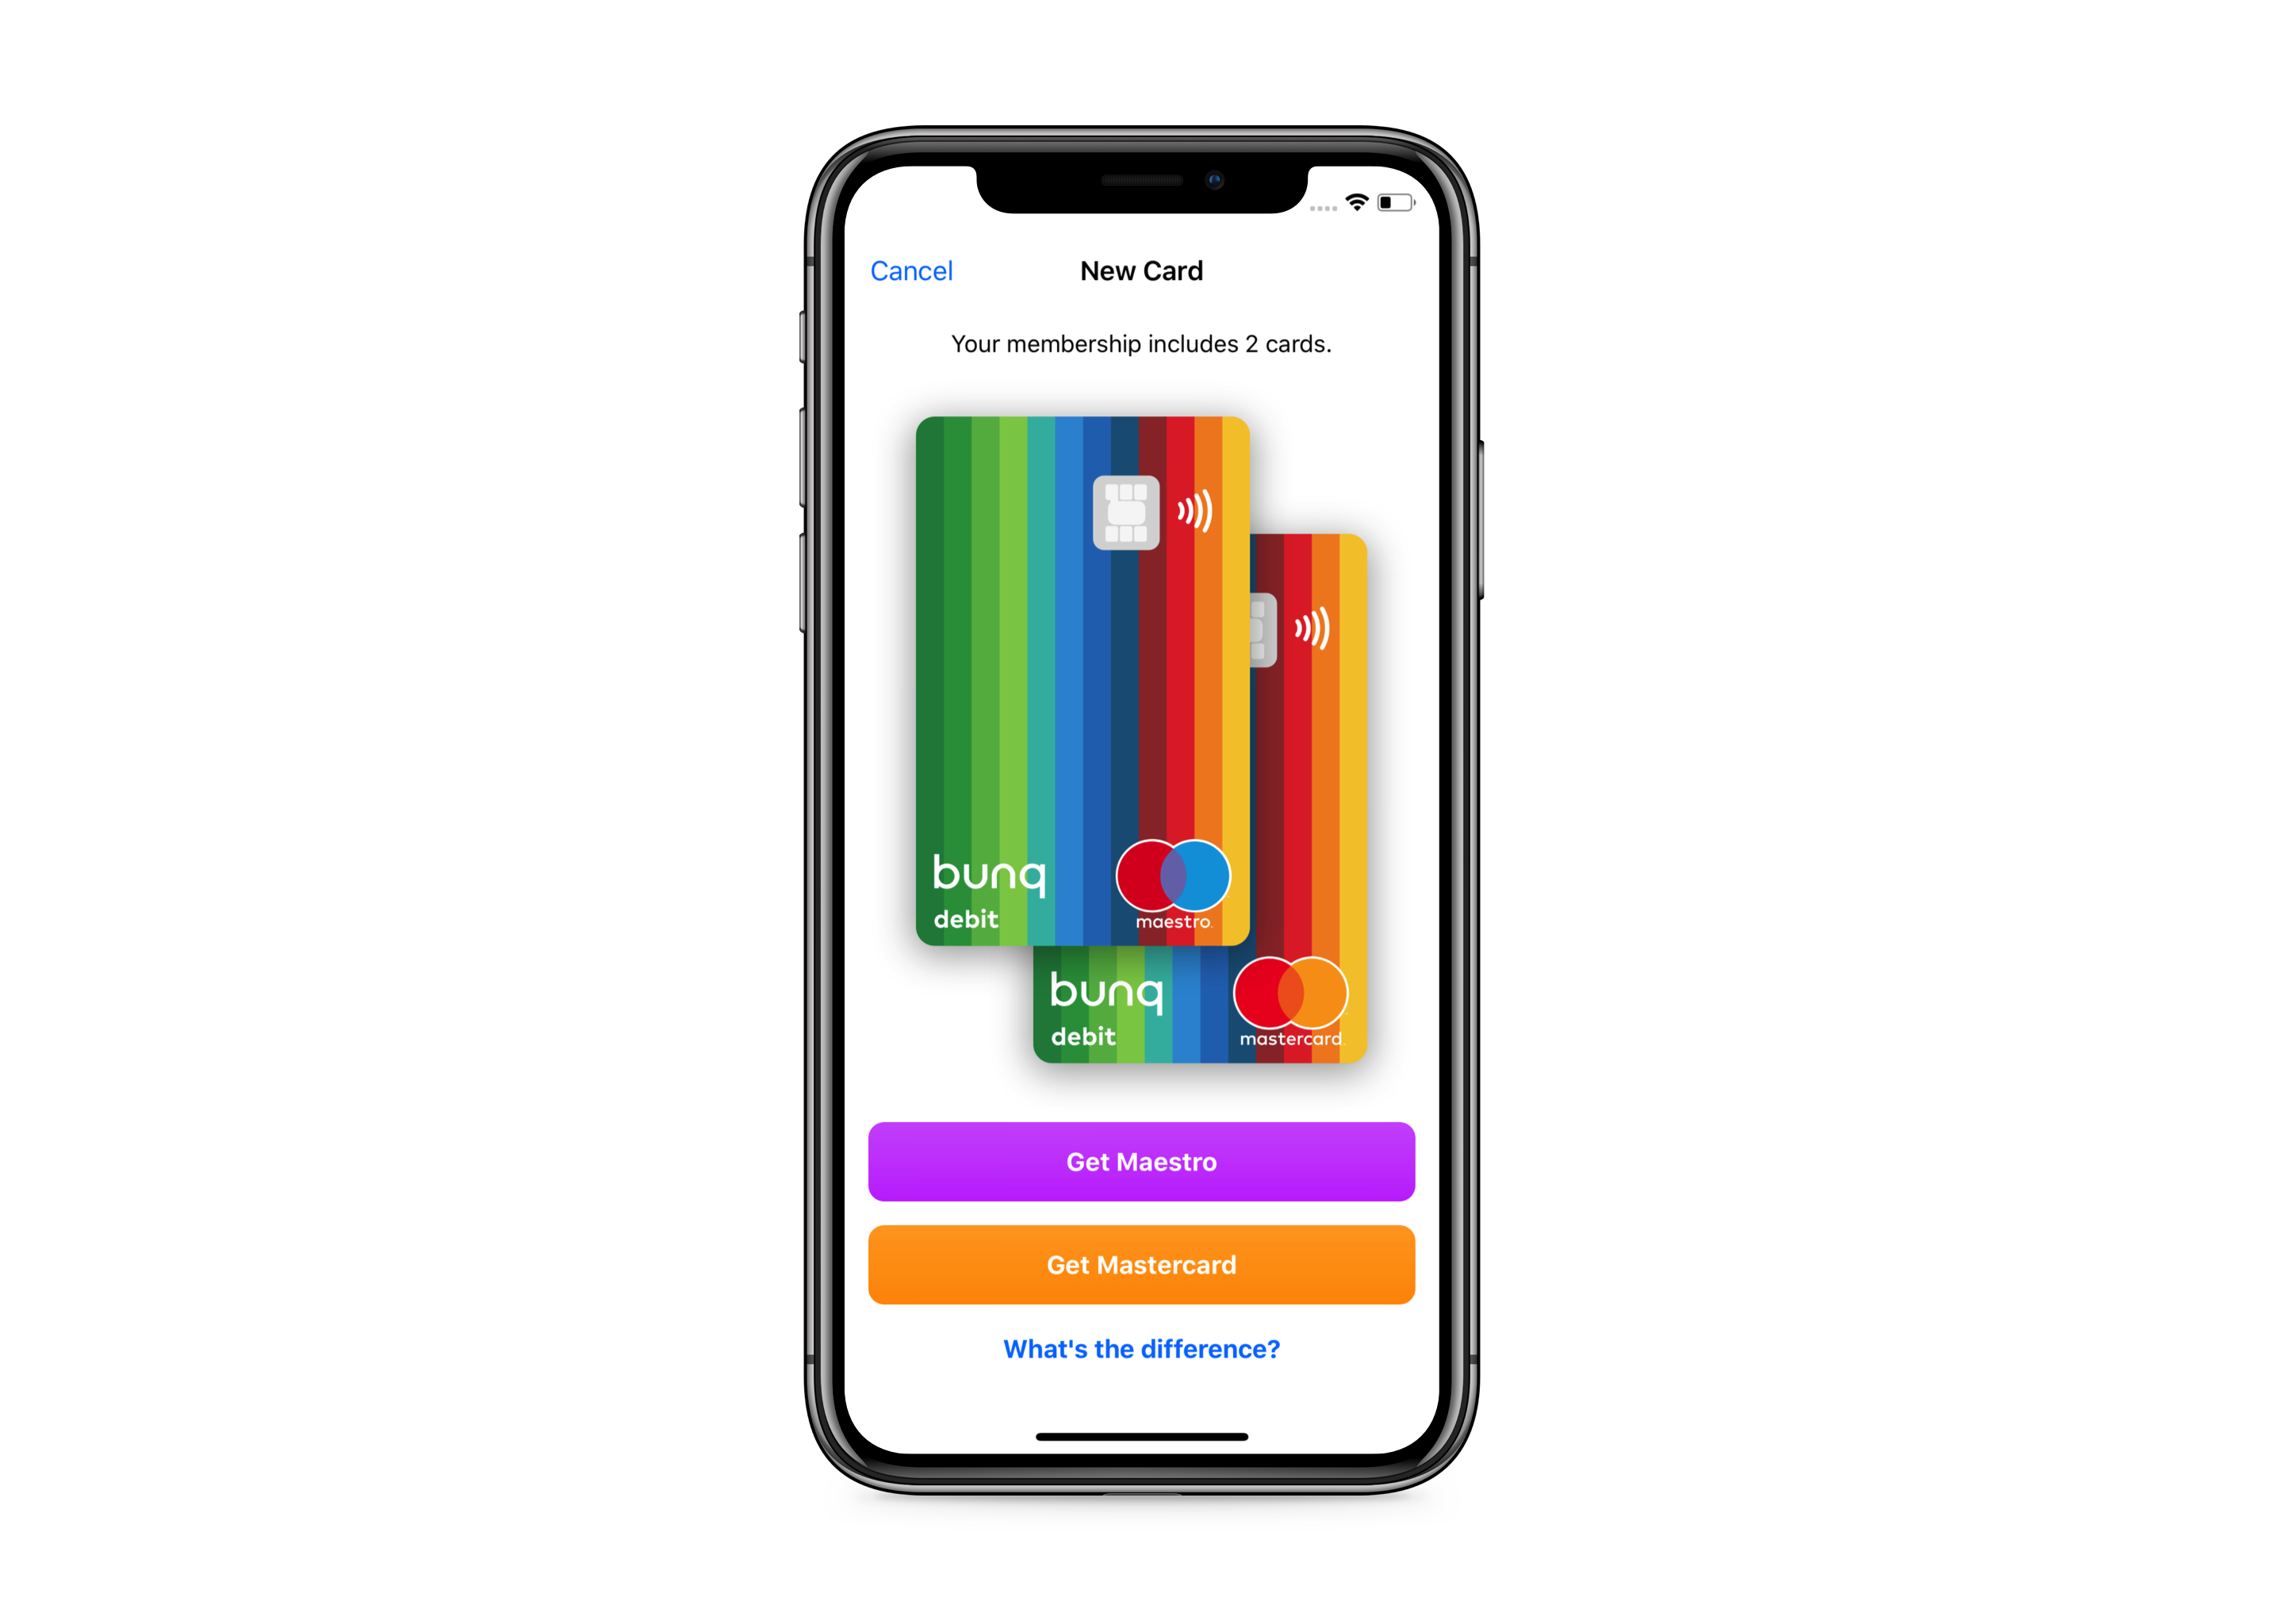 Cancel
New Card
Your membership includes 2 cards.
bunq
debit
maestro.
bunq
debit
mastercard.
Get Maestro
Get Mastercard
What's the difference?